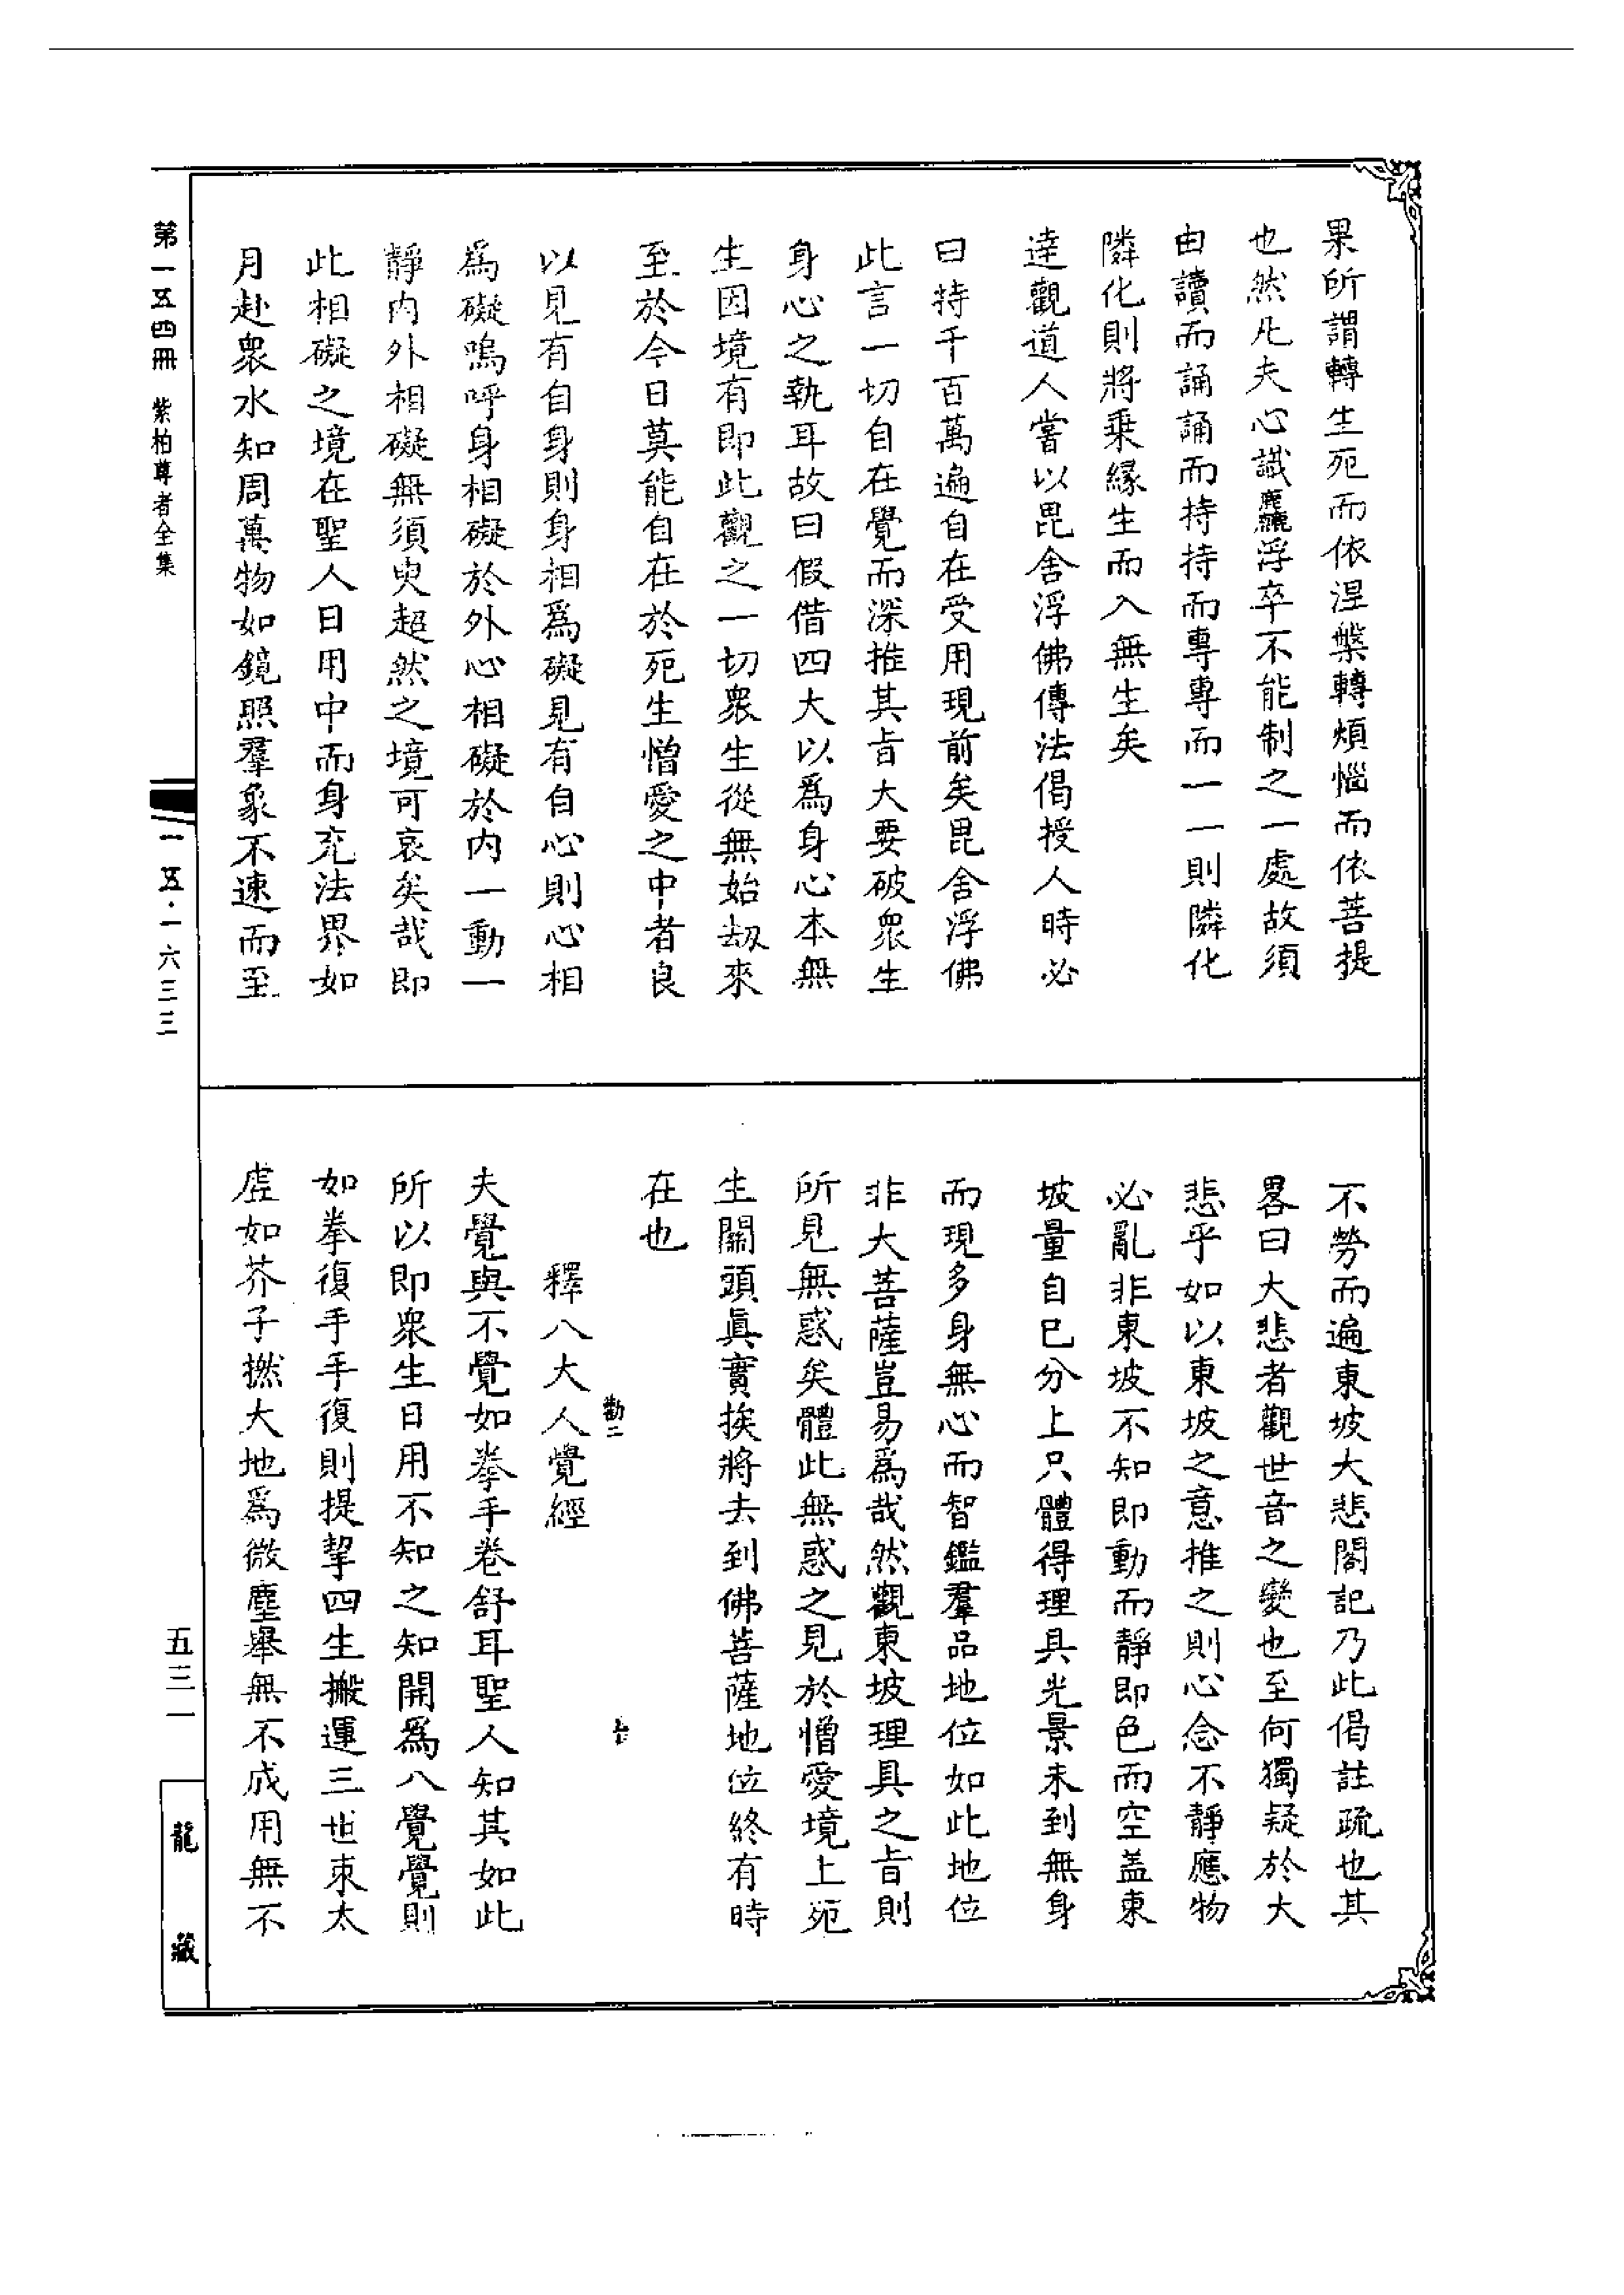 果所謂轉生死而依涅槃轉煩惱而依菩提
也然凡夫心識麤浮卒不能制之一處故須
由讀而誦誦而持持而專專而一一則隣化
隣化則將乘緣生而入無生矣
達觀道人嘗以毘舍浮佛傳法偈授人時必
曰持千百萬遍自在受用現前矣毘舍浮佛
此言一切自在覺而深推其旨大要破衆生
身心之執耳故曰假借四大以爲身心本無
生因境有即此觀之一切衆生從無始劫來
至於今日莫能自在於死生憎愛之中者良
以見有自身則身相爲礙見有自心則心相
爲礙嗚呼身相礙於外心相礙於內一動一
靜內外相礙無須臾超然之境可哀矣哉即
此相礙之境在聖人日用中而身充法界如
月赴衆水知周萬物如鏡照羣象不速而至
不勞而遍東坡大悲閣記乃此偈註疏也其
畧曰大悲者觀世音之變也至何獨疑於大
悲乎如以東坡之意推之則心念不靜應物
必亂非東坡不知即動而靜即色而空盖東
坡量自巳分上只體得理具光景未到無身
而現多身無心而智鑑羣品地位如此地位
非大菩薩豈易爲哉然觀東坡理具之旨則
所見無惑矣體此無惑之見於憎愛境上死
生關頭眞實挨將去到佛菩薩地位終有時
在也
勸二
釋八大人覺經
夫覺與不覺如拳手卷舒耳聖人知其如此
所以即衆生日用不知之知開爲八覺覺則
如拳復手手復則提挈四生搬運三世束太
虛如芥子撚大地爲微塵舉無不成用無不
第一五四冊 紫柏尊者全集
一五·一六三三
五三一
龍藏